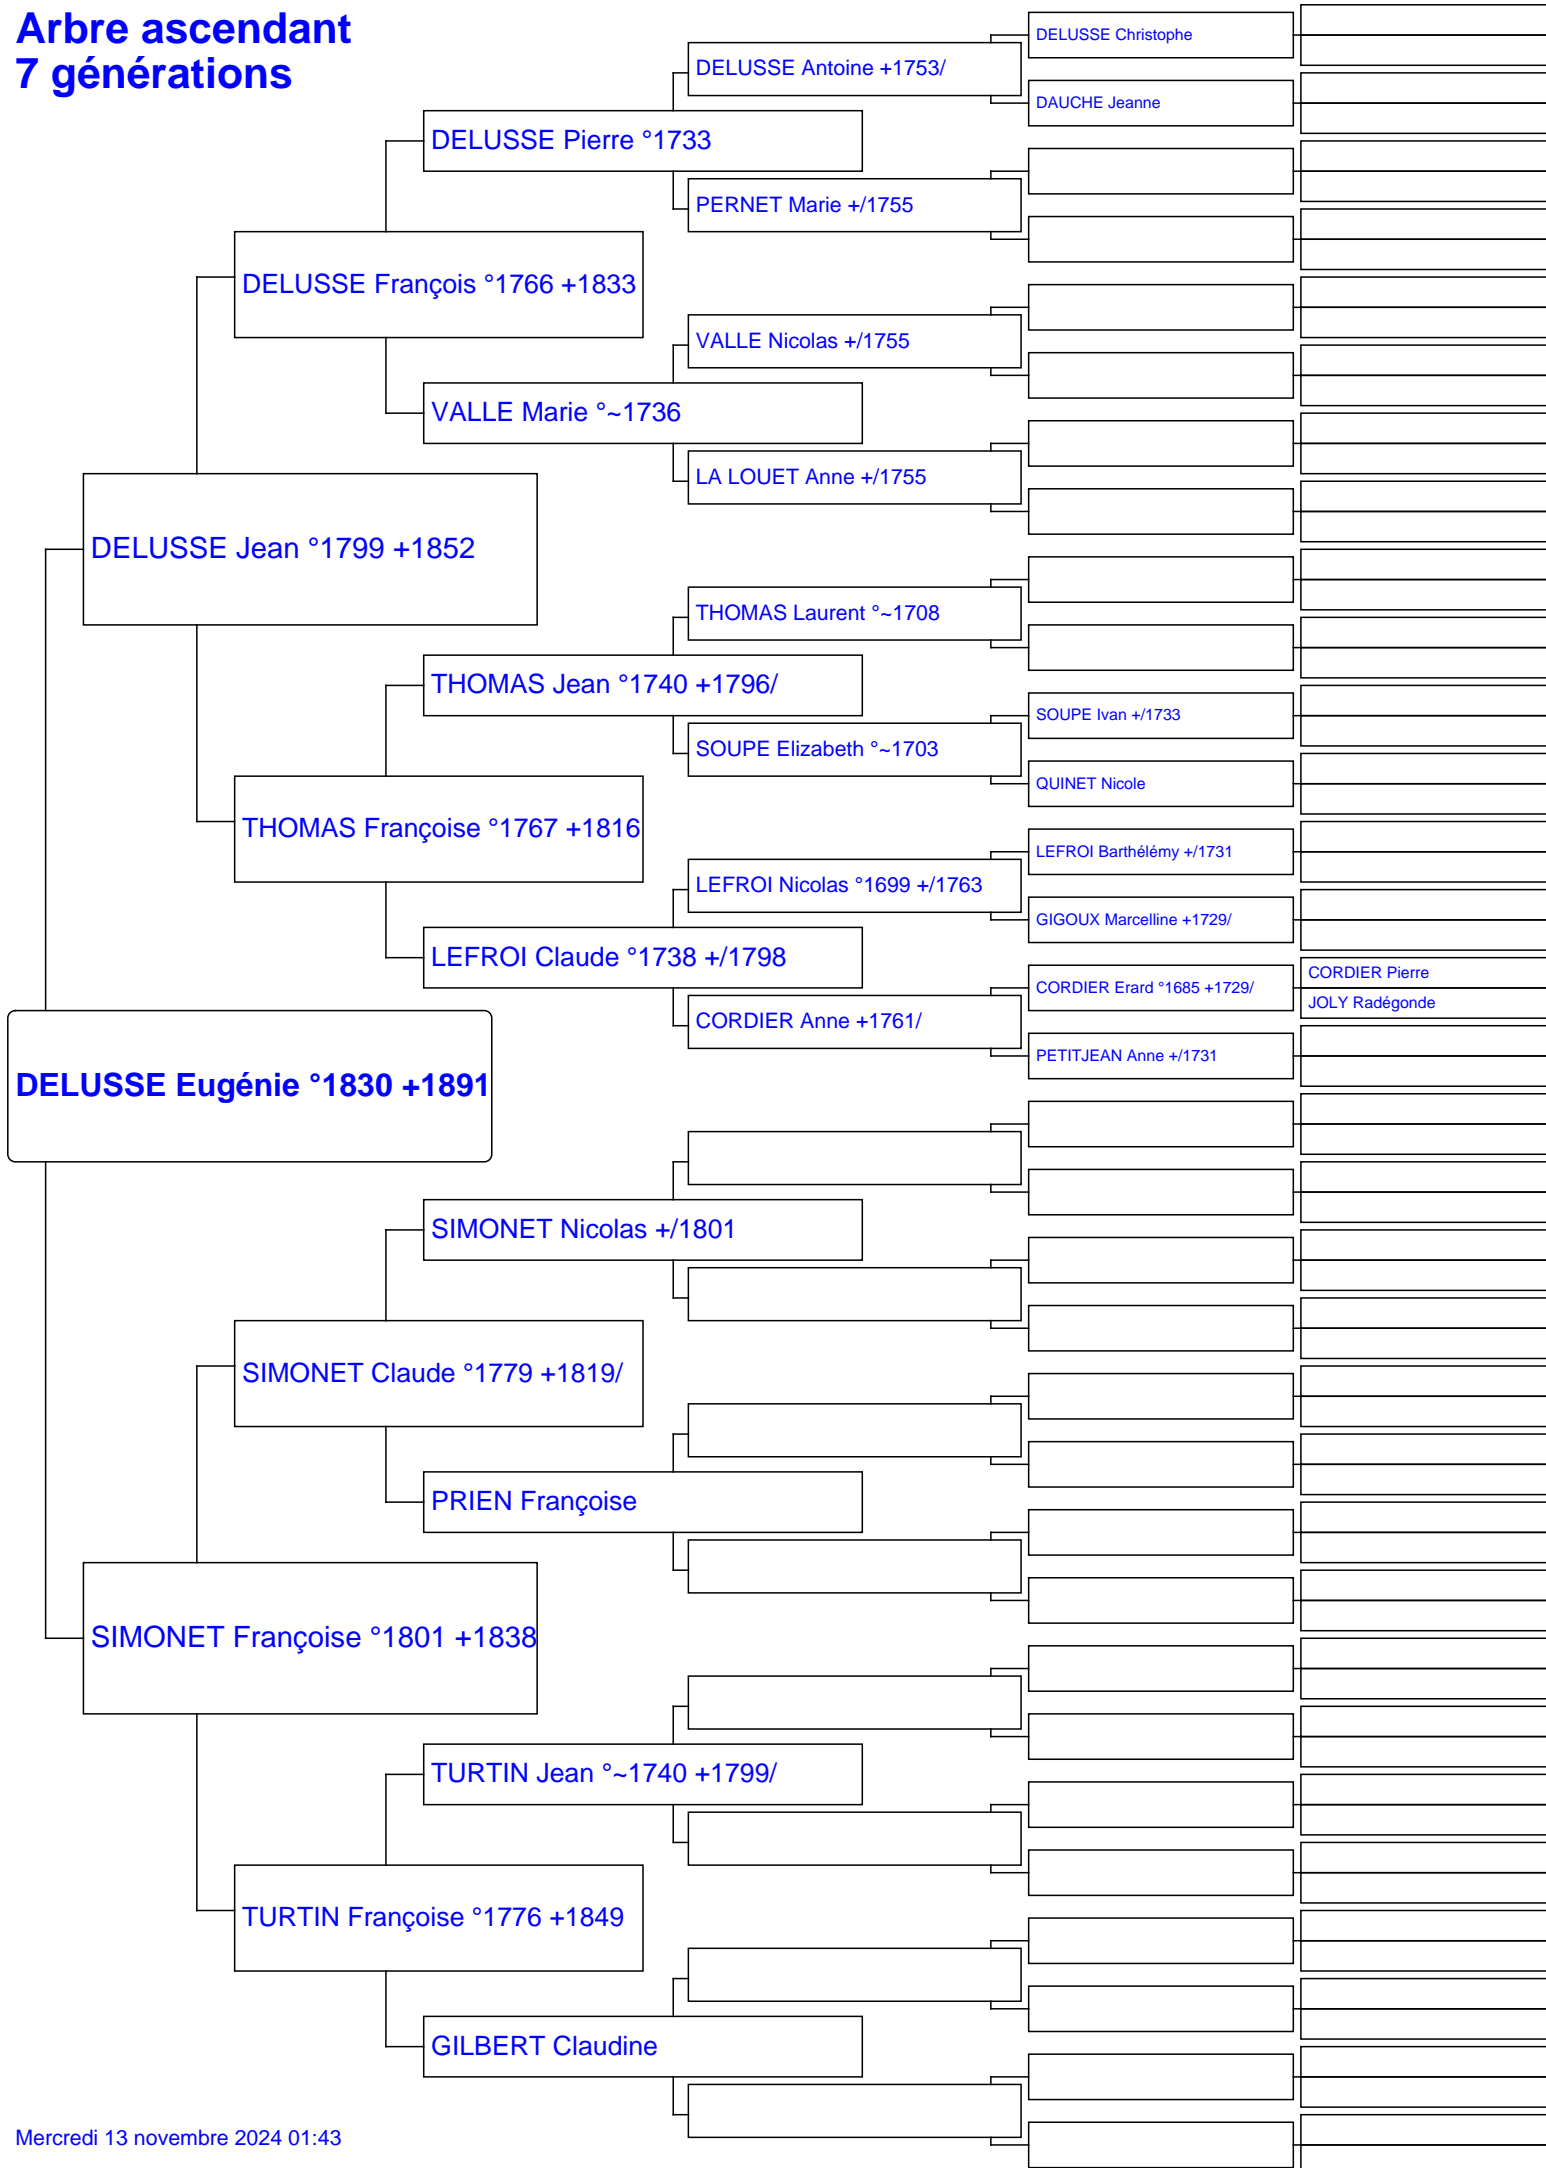 Arbre ascendant
7 générations
DELUSSE Christophe
DELUSSE Antoine +1753/
DAUCHE Jeanne
DELUSSE Pierre °1733
PERNET Marie +/1755
DELUSSE François °1766 +1833
VALLE Nicolas +/1755
VALLE Marie °~1736
LA LOUET Anne +/1755
DELUSSE Jean °1799 +1852
THOMAS Laurent °~1708
THOMAS Jean °1740 +1796/
SOUPE Ivan +/1733
SOUPE Elizabeth °~1703
QUINET Nicole
THOMAS Françoise °1767 +1816
LEFROI Barthélémy +/1731
LEFROI Nicolas °1699 +/1763
GIGOUX Marcelline +1729/
LEFROI Claude °1738 +/1798
CORDIER Pierre
CORDIER Erard °1685 +1729/
JOLY Radégonde
CORDIER Anne +1761/
PETITJEAN Anne +/1731
DELUSSE Eugénie °1830 +1891
SIMONET Nicolas +/1801
SIMONET Claude °1779 +1819/
PRIEN Françoise
SIMONET Françoise °1801 +1838
TURTIN Jean °~1740 +1799/
TURTIN Françoise °1776 +1849
GILBERT Claudine
Mercredi 13 novembre 2024 01:43